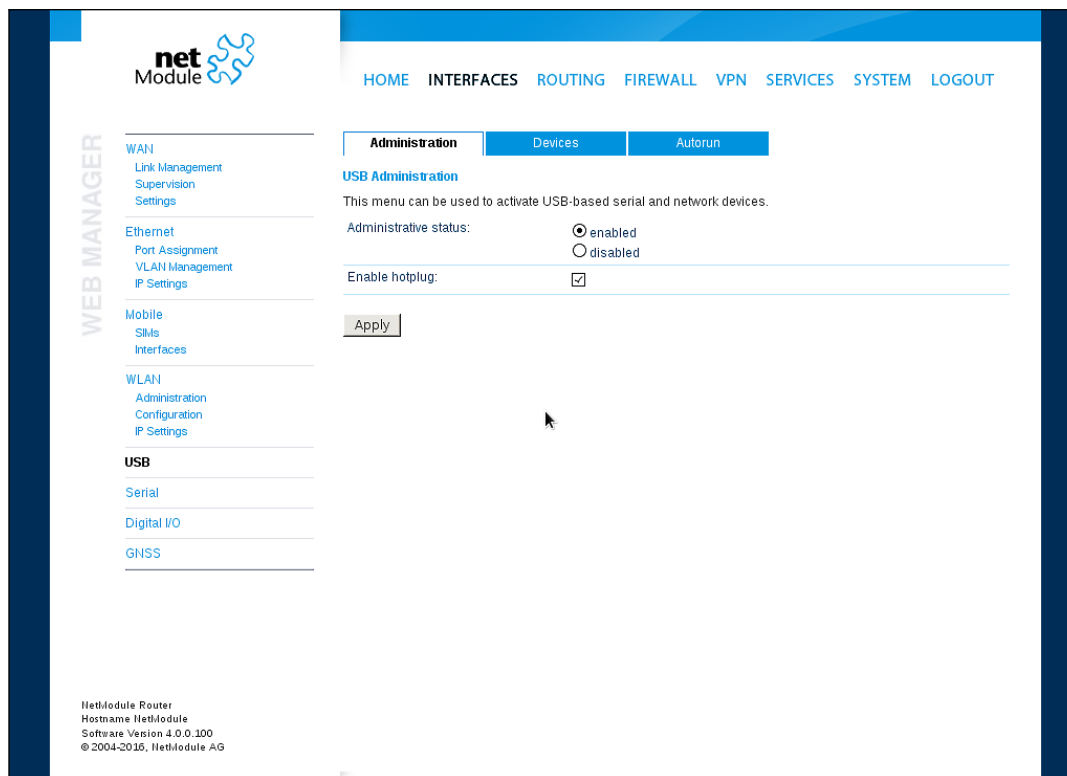 net
Module
HOME INTERFACES ROUTING FIREWALL VPN SERVICES SYSTEM LOGOUT
WEB MANAGER
WAN
Link Management
Supervision
Settings
Ethernet
Port Assignment
VLAN Management
IP Settings
Mobile
SIMs
Interfaces
WLAN
Administration
Configuration
IP Settings
USB
Serial
Digital I/O
GNSS
Administration Devices Autorun
USB Administration
This menu can be used to activate USB-based serial and network devices.
Administrative status: enabled
disabled
Enable hotplug:
Apply
NetModule Router
Hostname NetModule
Software Version 4.0.0.100
© 2004-2016, NetModule AG